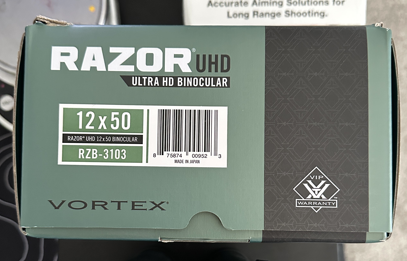 Accurate Aiming Solutions for
Long Range Shooting.
RAZOR® UHD
ULTRA HD BINOCULAR
12 x 50
RAZOR® UHD 12x50 BINOCULAR
RZB-3103
8 75874 00952 3
MADE IN JAPAN
VORTEX®
VIP
WARRANTY